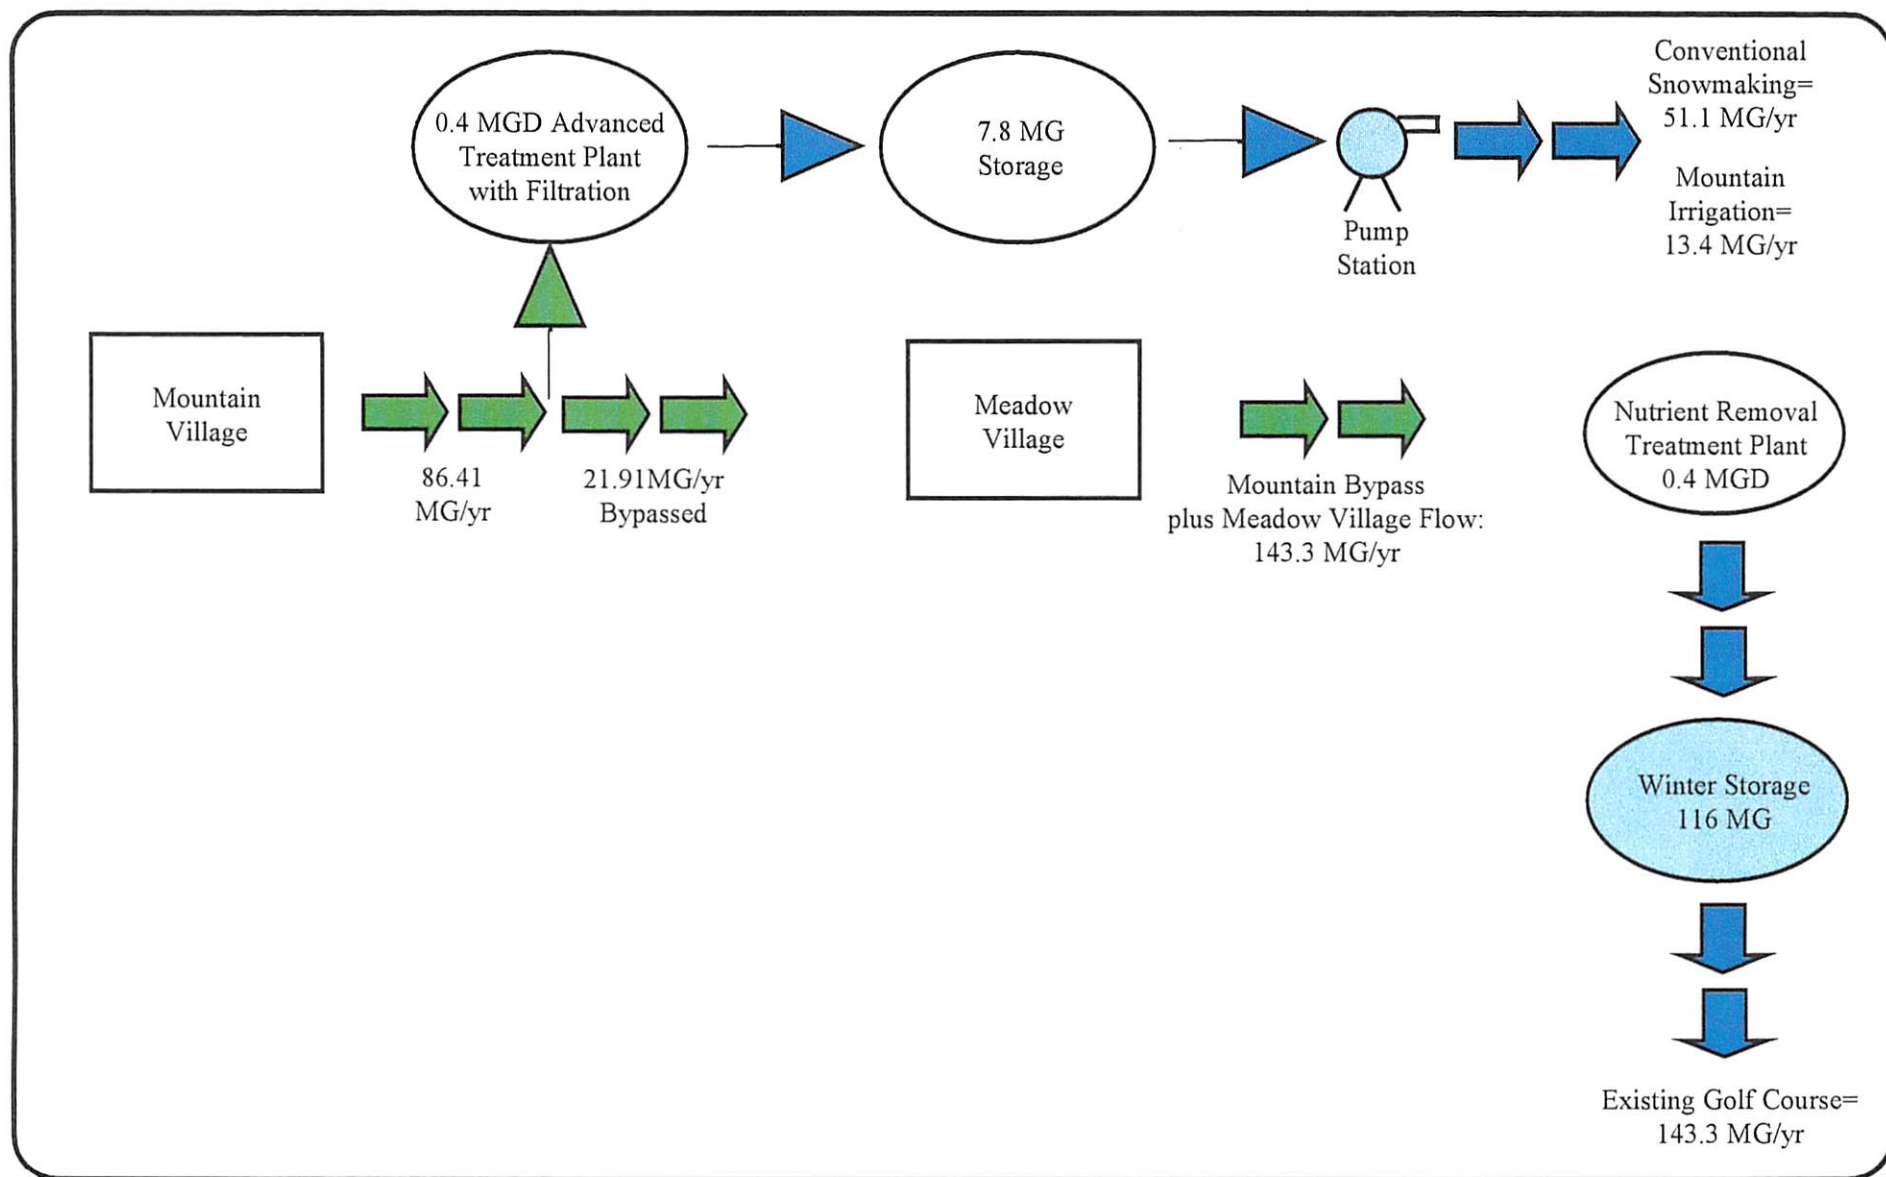 0.4 MGD Advanced
Treatment Plant
with Filtration
7.8 MG
Storage
Pump
Station
Conventional
Snowmaking=
51.1 MG/yr
Mountain
Irrigation=
13.4 MG/yr
Mountain
Village
86.41
MG/yr
21.91MG/yr
Bypassed
Meadow
Village
Mountain Bypass
plus Meadow Village Flow:
143.3 MG/yr
Nutrient Removal
Treatment Plant
0.4 MGD
Winter Storage
116 MG
Existing Golf Course=
143.3 MG/yr